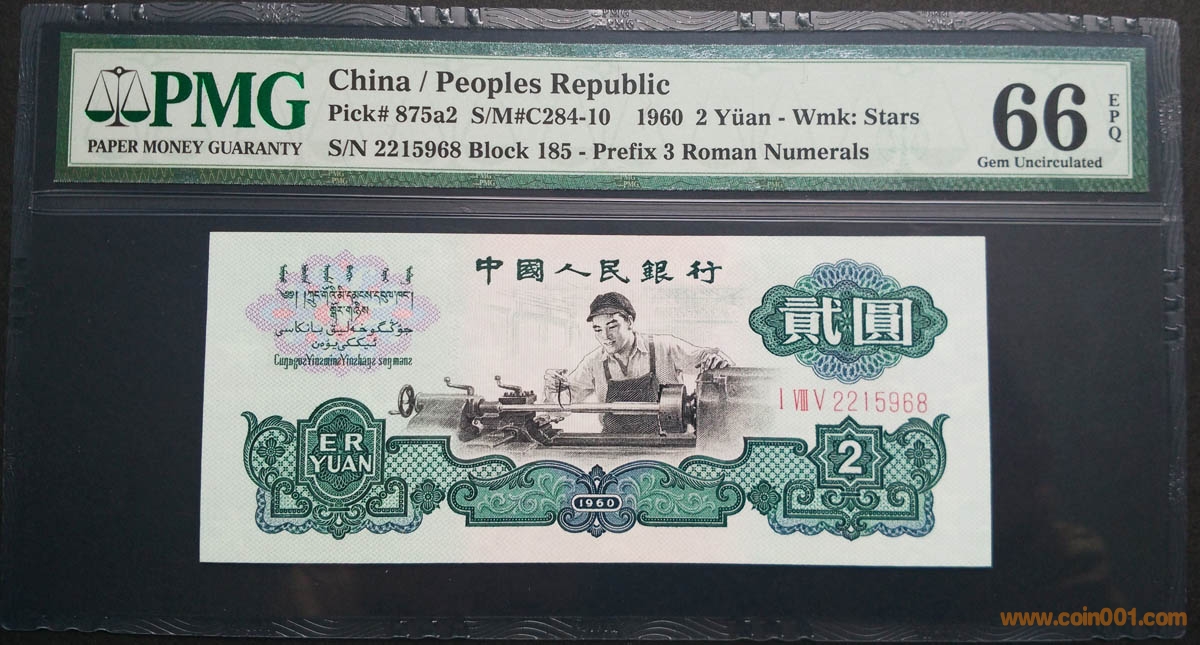 PMG
PAPER MONEY GUARANTY
China / Peoples Republic
Pick# 875a2 S/M#C284-10 1960 2 Yüan - Wmk: Stars
S/N 2215968 Block 185 - Prefix 3 Roman Numerals
66
EPQ
Gem Uncirculated
中國人民銀行
貳圓
I VIII V 2215968
ER
YUAN
1960
2
www.coin001.com